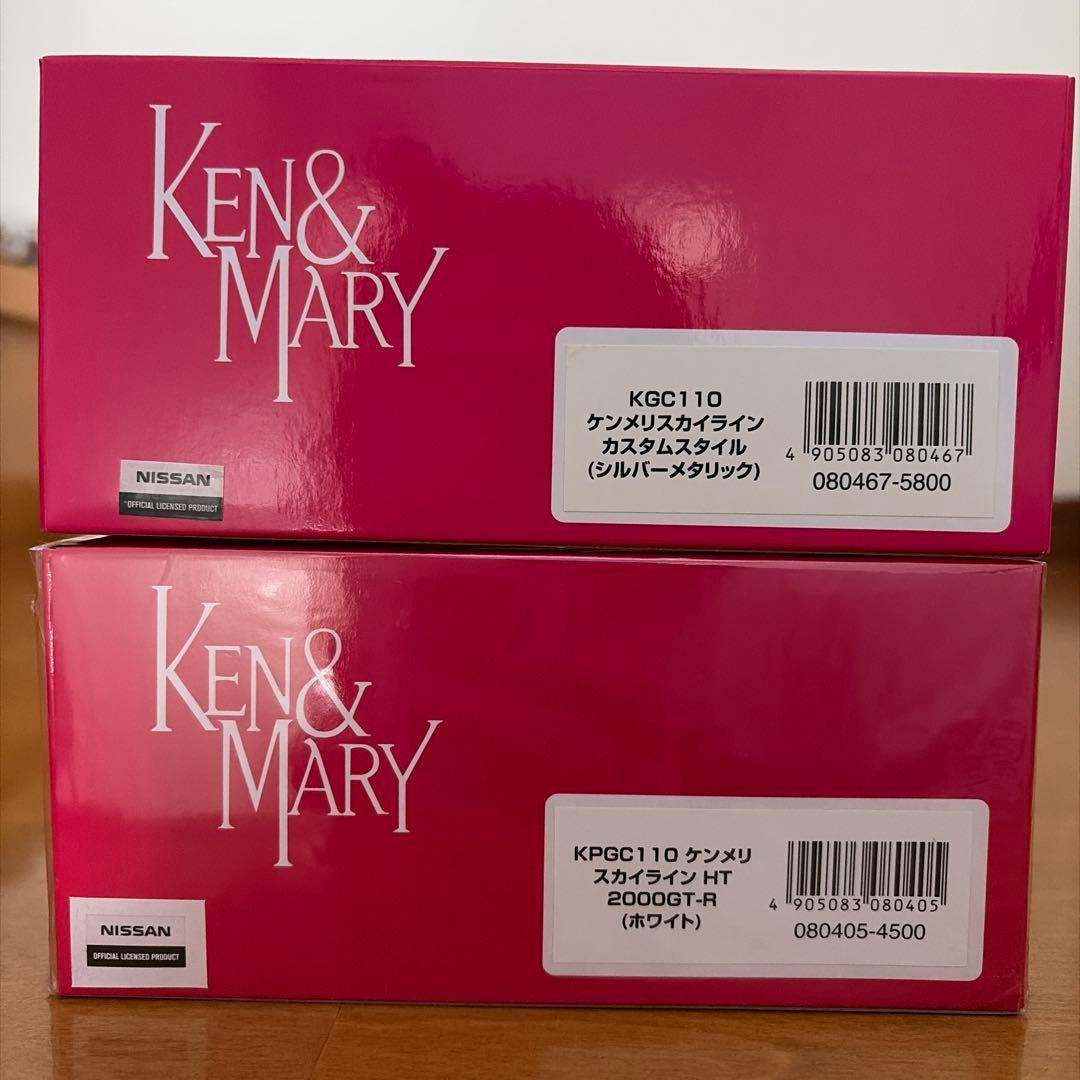 KEN&
MARY
KGC110
ケンメリスカイライン
カスタムスタイル
(シルバーメタリック)
4 905083 080467
080467-5800
NISSAN
"OFFICIAL LICENSED PRODUCT
KEN&
MARY
KPGC110 ケンメリ
スカイライン HT
2000GT-R
(ホワイト)
4 905083 080405
080405-4500
NISSAN
OFFICIAL LICENSED PRODUCT